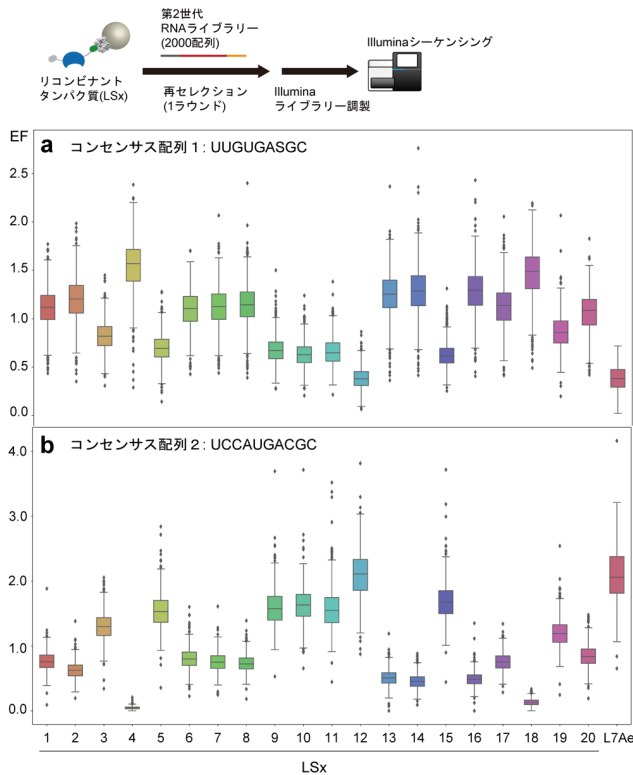 第2世代
RNAライブラリー
(2000配列)
Illuminaシーケンシング
リコンビナント
タンパク質(LSx)
再セレクション
(1ラウンド)
Illumina
ライブラリー調製
EF
a コンセンサス配列1: UUGUGASGC
2.5
2.0
1.5
1.0
0.5
0.0
b コンセンサス配列2: UCCAUGACGC
4.0
3.0
2.0
1.0
0.0
1 2 3 4 5 6 7 8 9 10 11 12 13 14 15 16 17 18 19 20 L7Ae
LSx